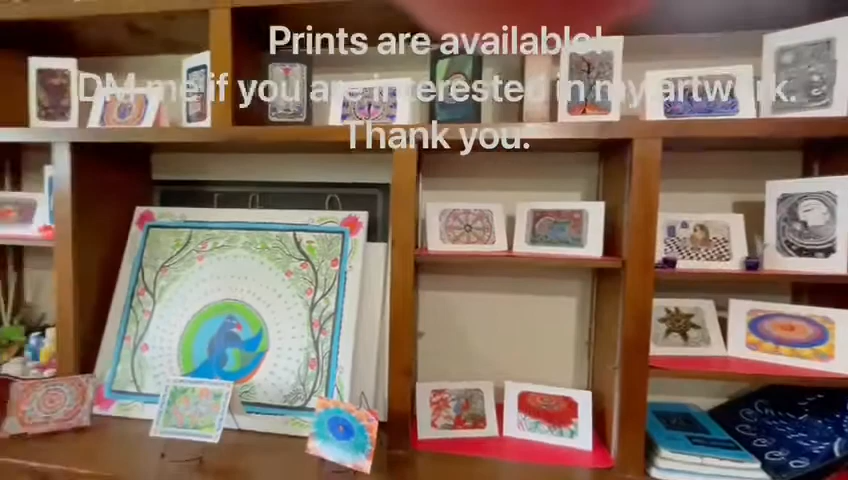 Prints are available!
DM me if you are interested in my artwork.
Thank you.